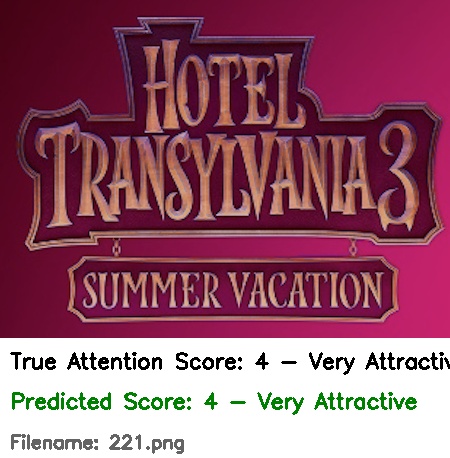 HOTEL
TRANSYLVANIA 3
SUMMER VACATION
True Attention Score: 4 – Very Attractiv
Predicted Score: 4 – Very Attractive
Filename: 221.png